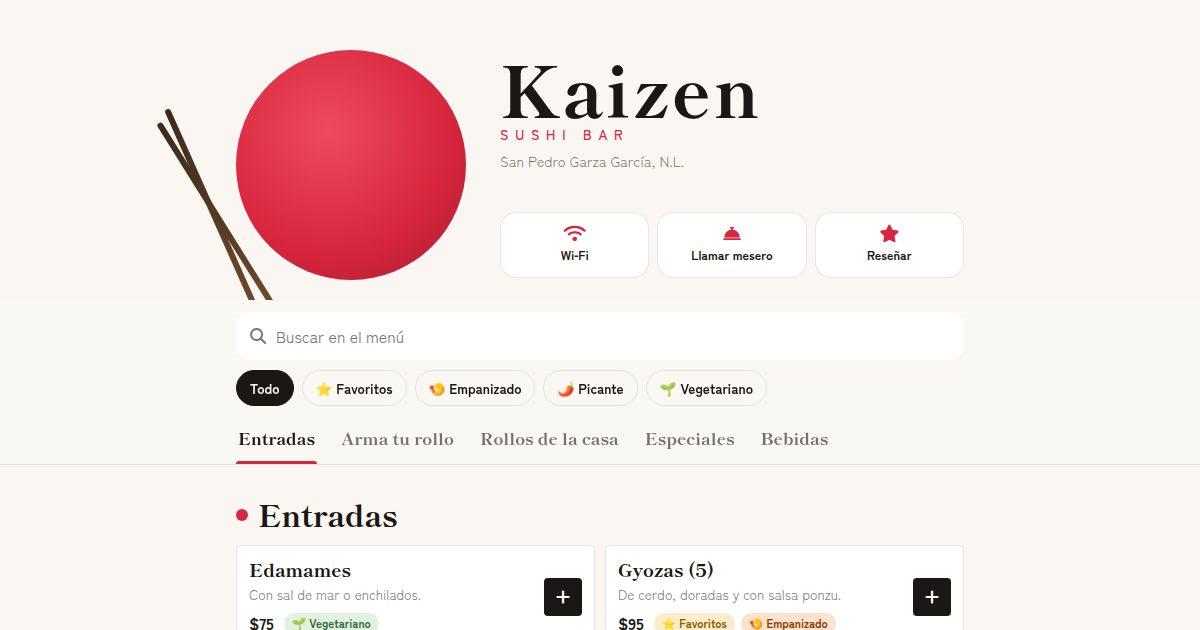 Kaizen
SUSHI BAR
San Pedro Garza García, N.L.
Wi-Fi
Llamar mesero
Reseñar
Buscar en el menú
Todo
⭐ Favoritos
🍤 Empanizado
🌶️ Picante
🌱 Vegetariano
Entradas
Arma tu rollo
Rollos de la casa
Especiales
Bebidas
Entradas
Edamames
Con sal de mar o enchilados.
$75
🌱 Vegetariano
+
Gyozas (5)
De cerdo, doradas y con salsa ponzu.
$95
⭐ Favoritos
🍤 Empanizado
+